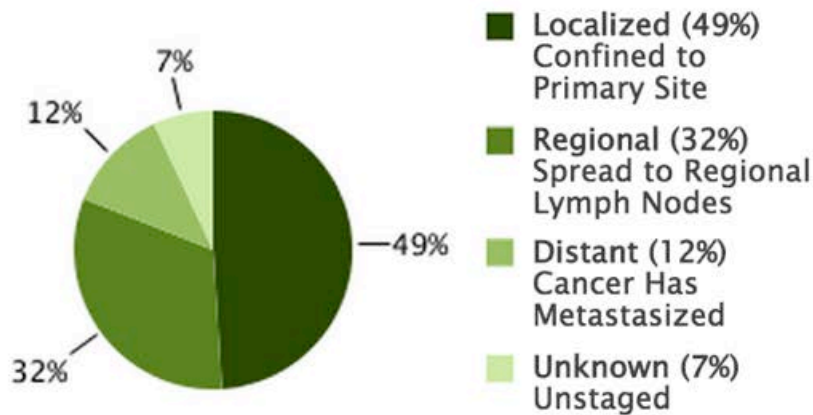 7%
12%
49%
32%
Localized (49%)
Confined to
Primary Site
Regional (32%)
Spread to Regional
Lymph Nodes
Distant (12%)
Cancer Has
Metastasized
Unknown (7%)
Unstaged